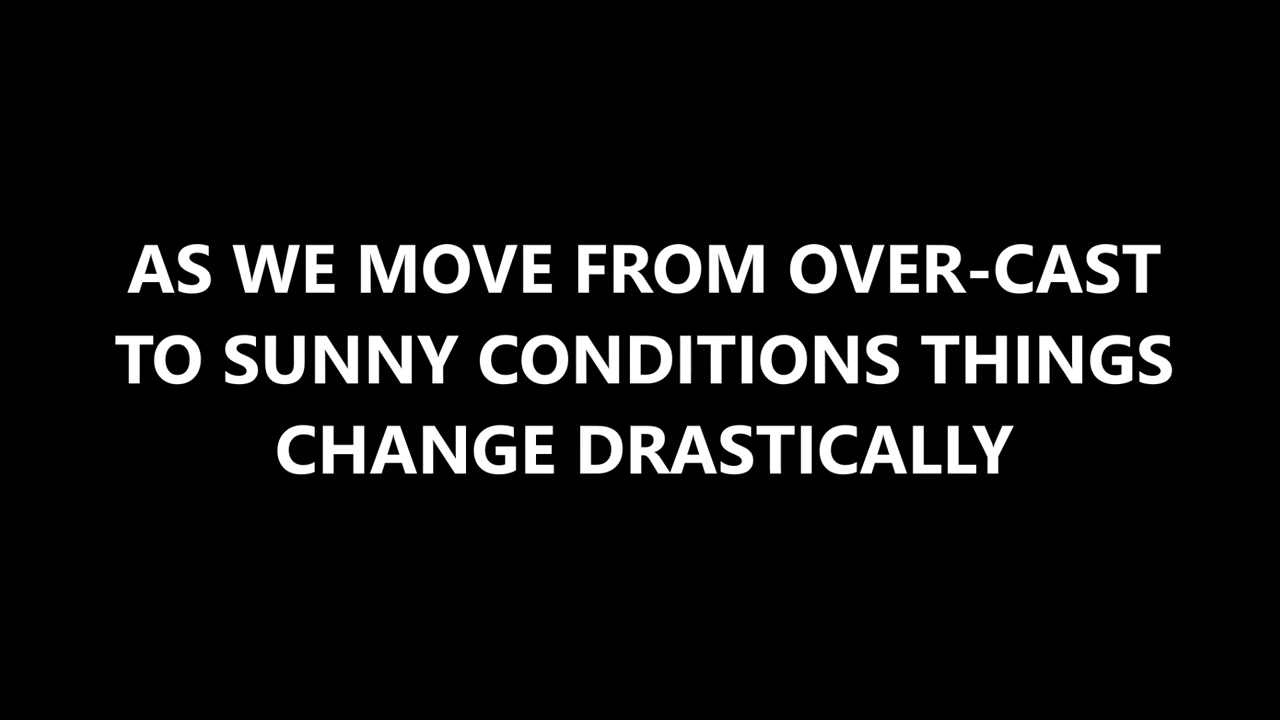 AS WE MOVE FROM OVER-CAST
TO SUNNY CONDITIONS THINGS
CHANGE DRASTICALLY